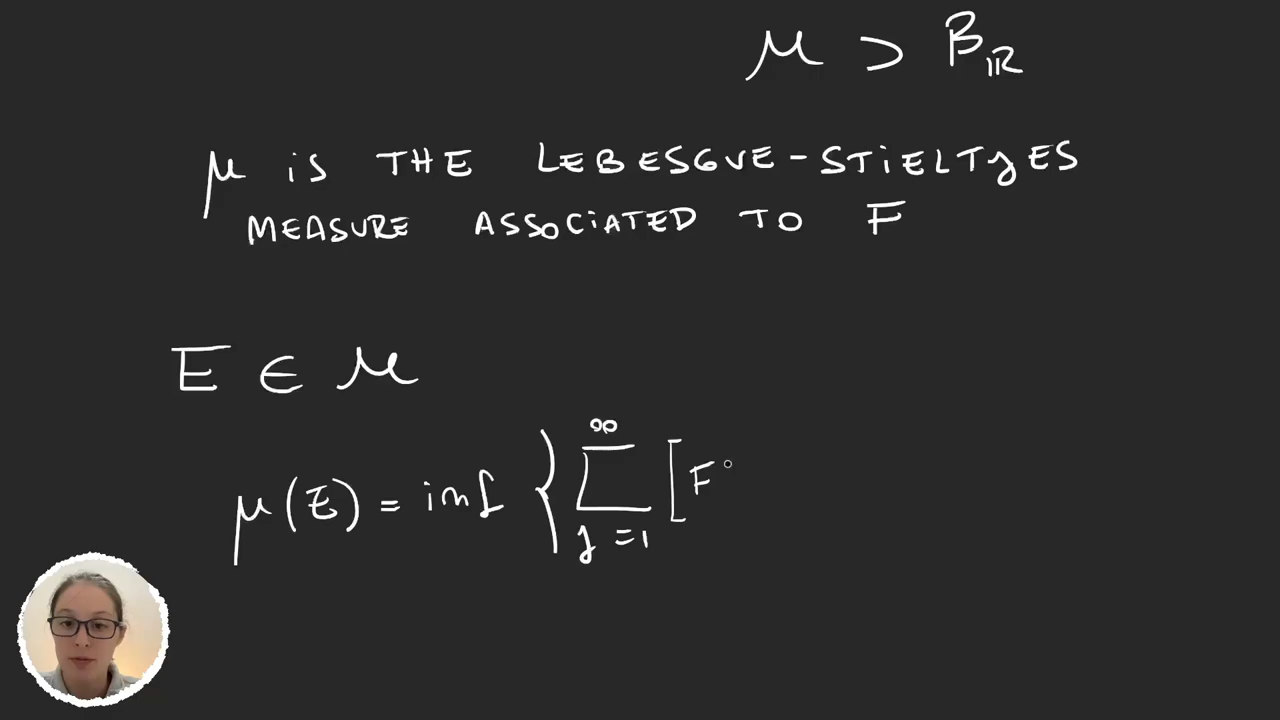 M ⊃ B_ℝ
μ is THE LEBESGUE-STiELTjES
MEASURE ASSOCiATED TO F
E ∈ M
μ(E) = inf { ∑_{j=1}^{∞} [F